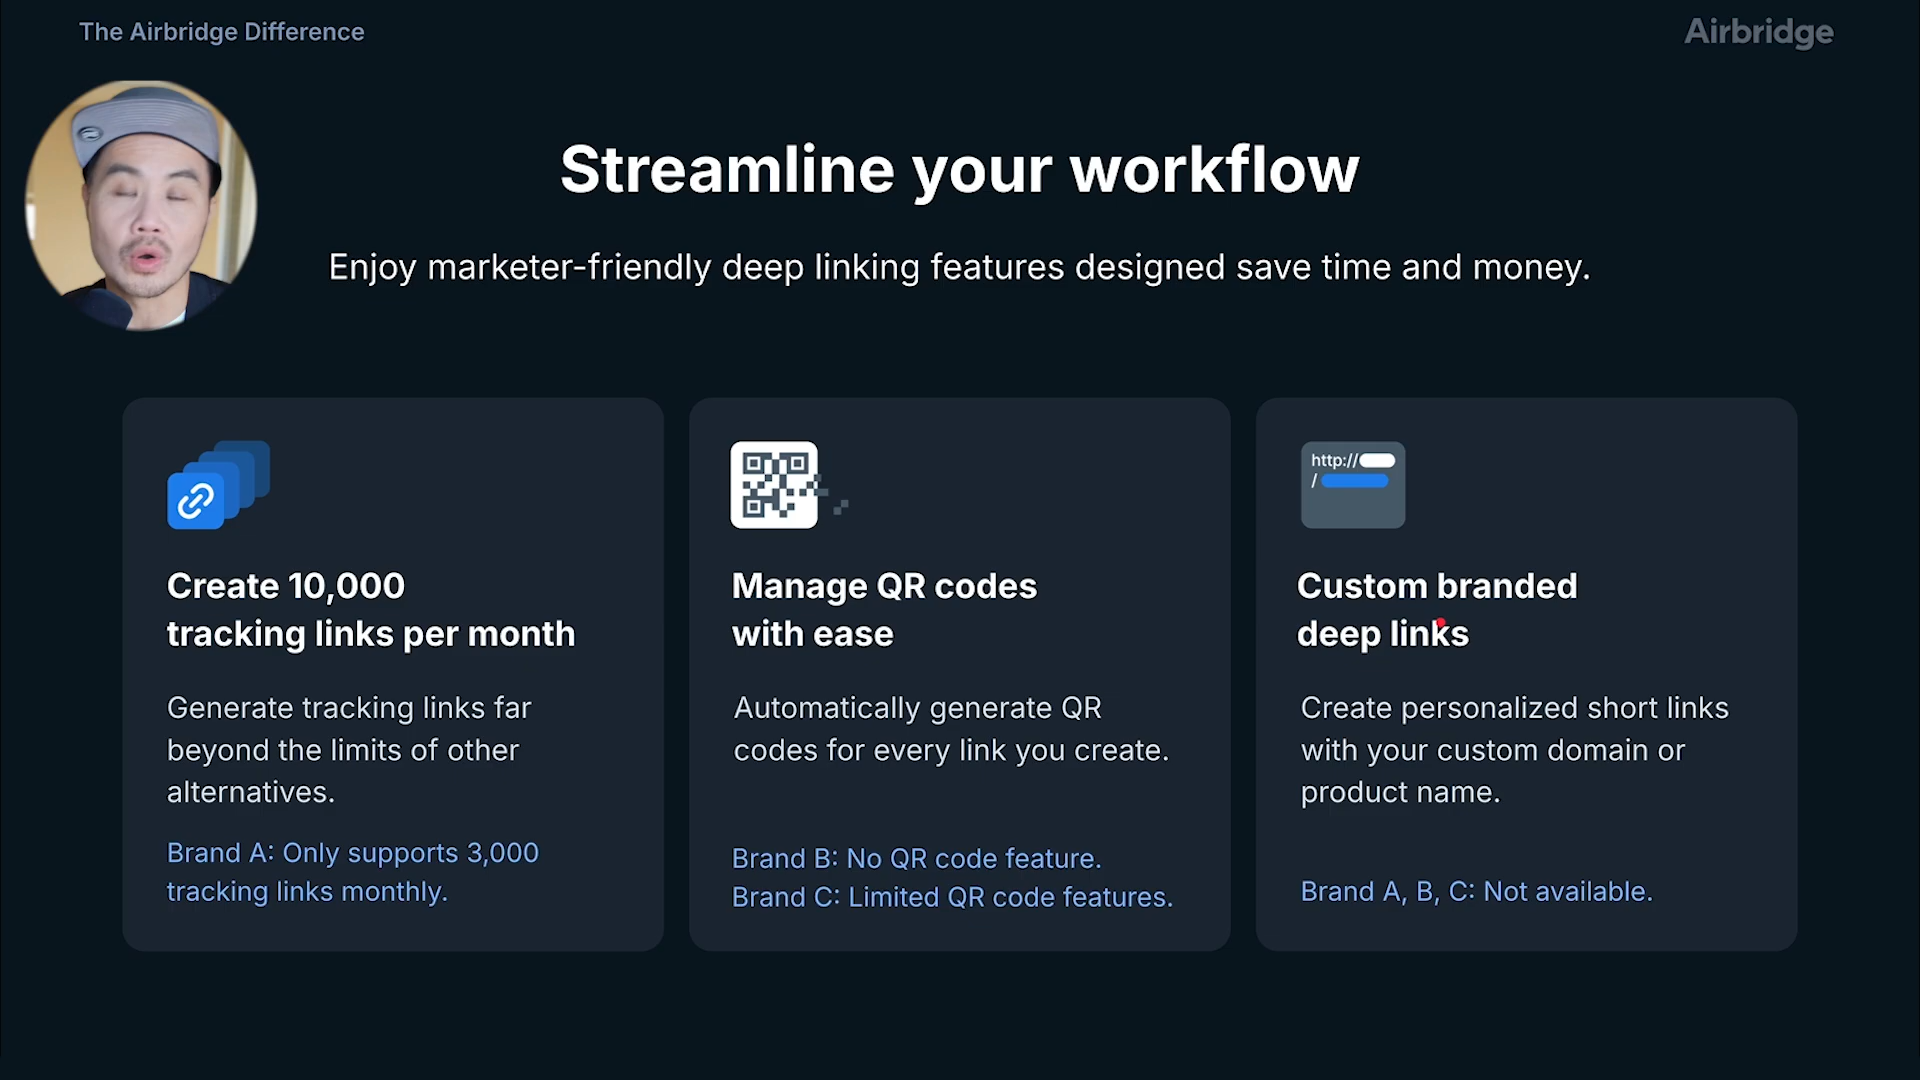 The Airbridge Difference
Airbridge
Streamline your workflow
Enjoy marketer-friendly deep linking features designed save time and money.
Create 10,000
tracking links per month
Generate tracking links far
beyond the limits of other
alternatives.
Brand A: Only supports 3,000
tracking links monthly.
Manage QR codes
with ease
Automatically generate QR
codes for every link you create.
Brand B: No QR code feature.
Brand C: Limited QR code features.
http://
/
Custom branded
deep links
Create personalized short links
with your custom domain or
product name.
Brand A, B, C: Not available.